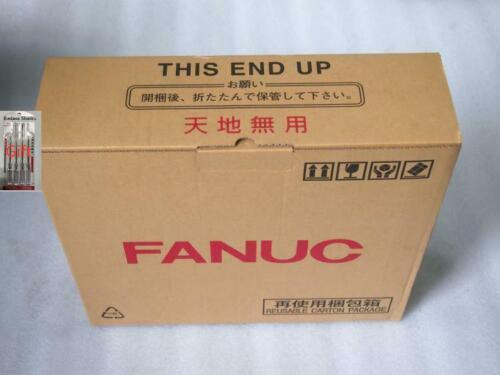 THIS END UP
お願い
開梱後、折たたんで保管して下さい。
天地無用
FANUC
再使用梱包箱
REUSABLE CARTON PACKAGE
Gift